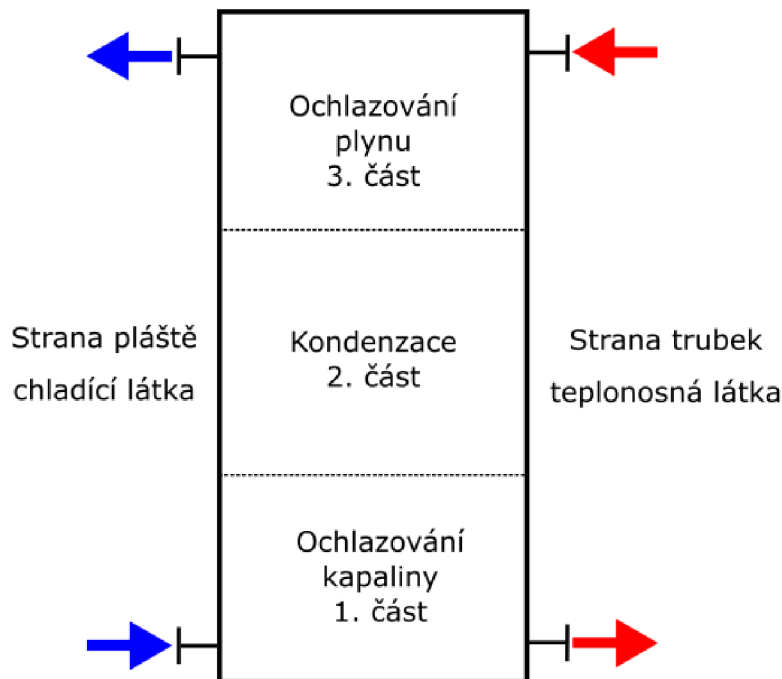 Ochlazování
plynu
3. část
Strana pláště
chladící látka
Kondenzace
2. část
Strana trubek
teplonosná látka
Ochlazování
kapaliny
1. část